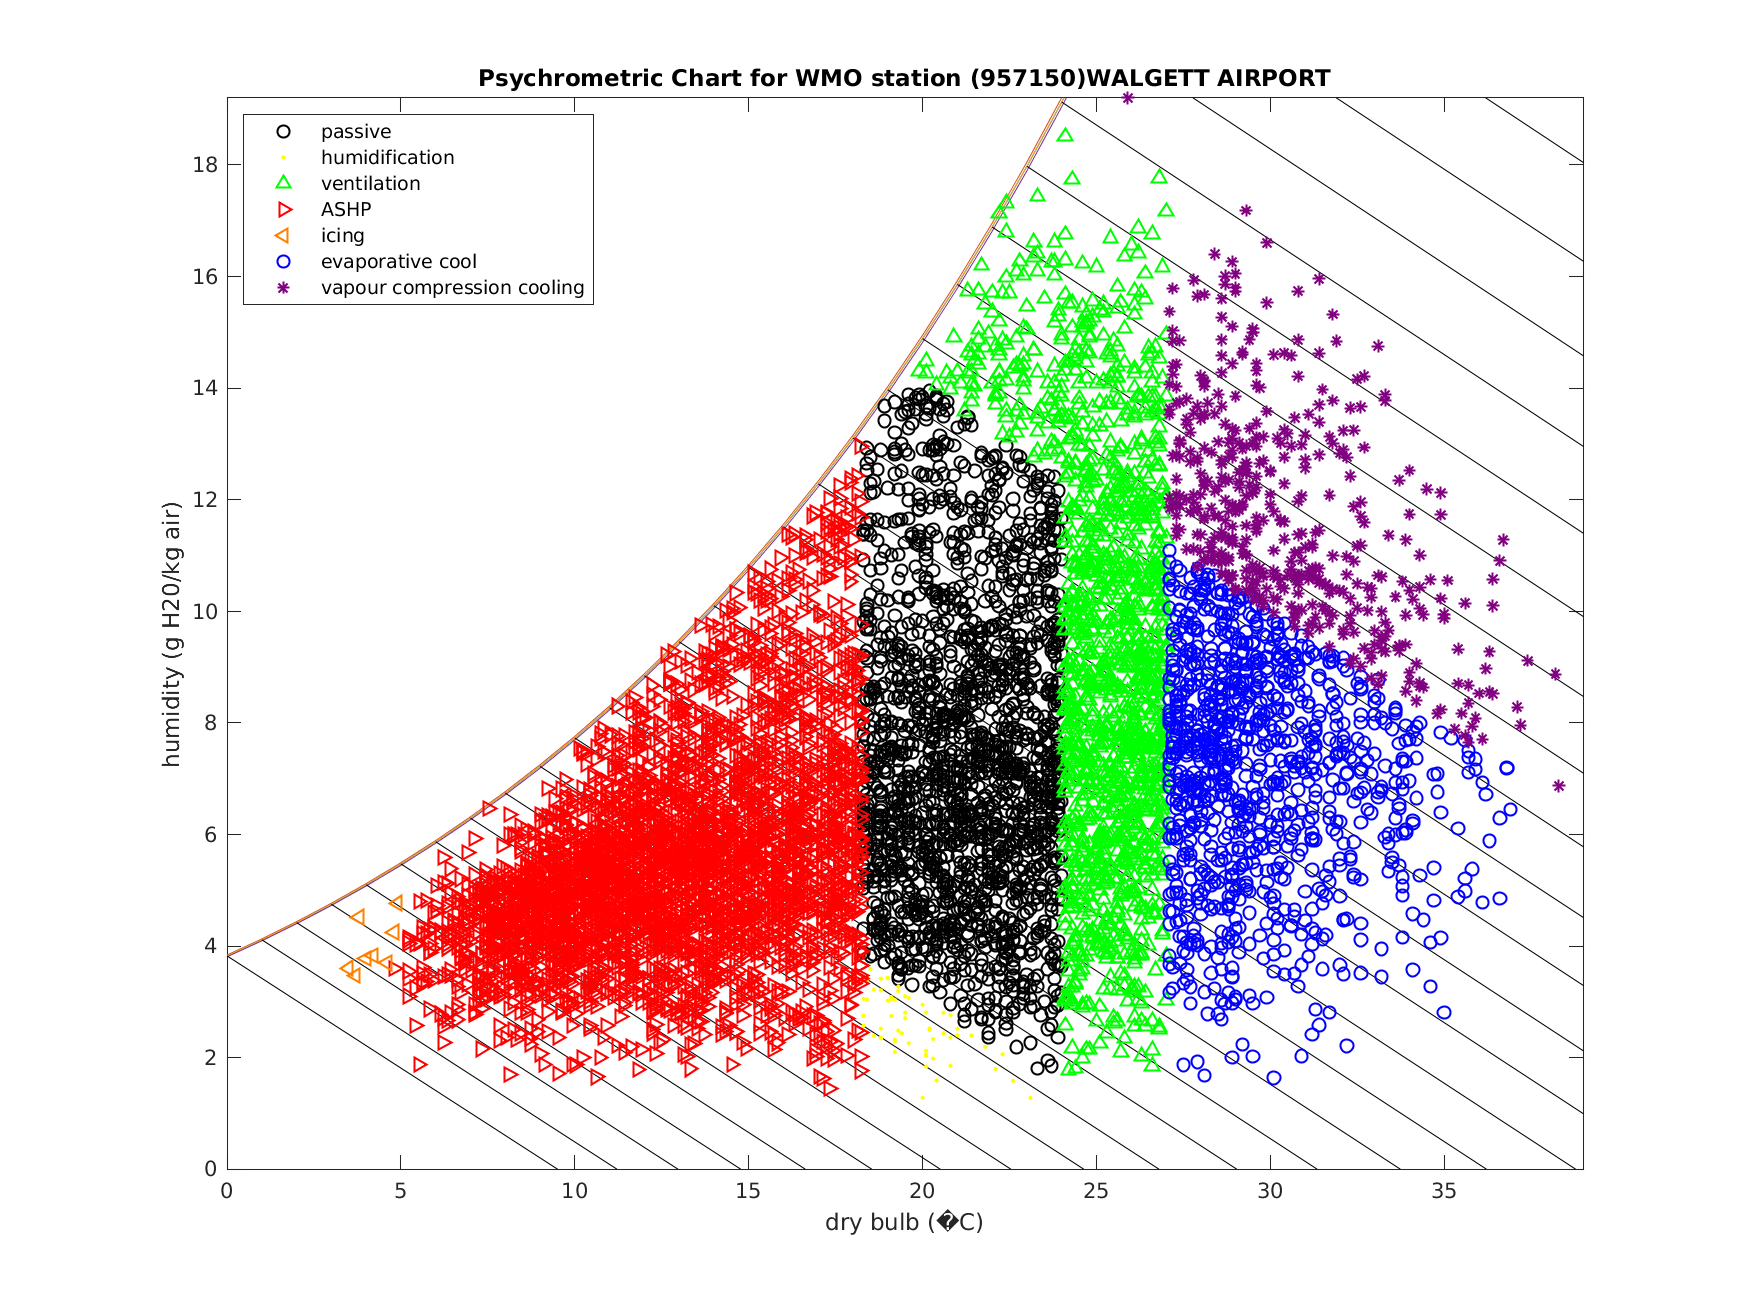 Psychrometric Chart for WMO station (957150)WALGETT AIRPORT
passive
humidification
ventilation
ASHP
icing
evaporative cool
vapour compression cooling
humidity (g H20/kg air)
18
16
14
12
10
8
6
4
2
0
0 5 10 15 20 25 30 35
dry bulb (�C)